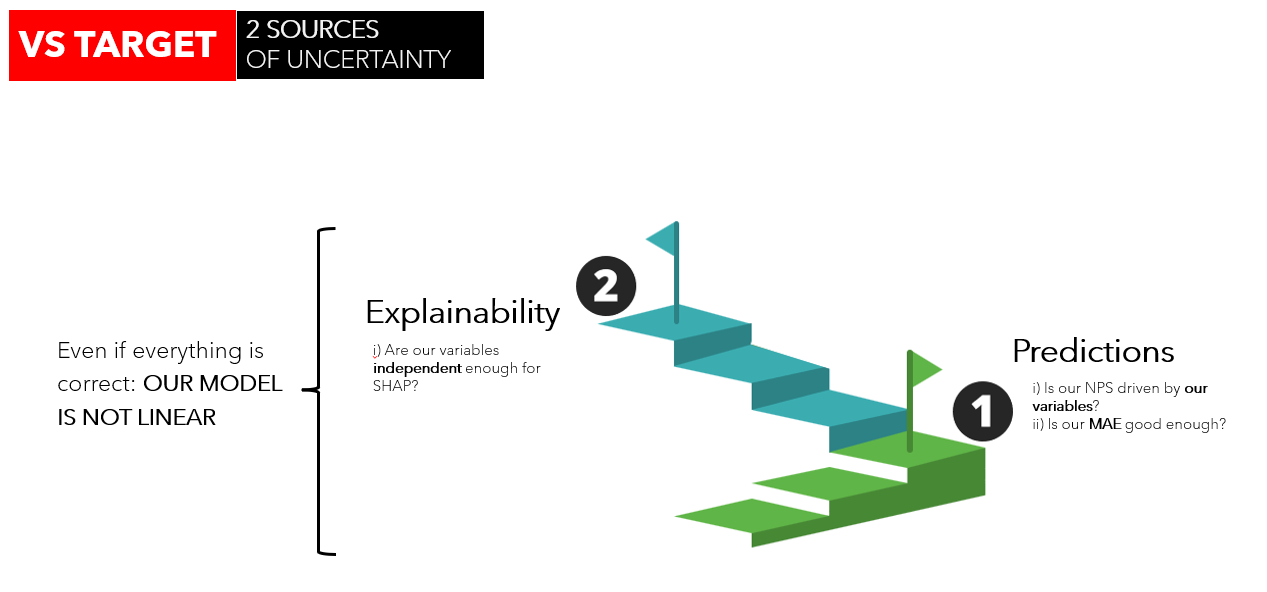 VS TARGET
2 SOURCES
OF UNCERTAINTY
Even if everything is
correct: OUR MODEL
IS NOT LINEAR
2
Explainability
i) Are our variables
independent enough for
SHAP?
1
Predictions
i) Is our NPS driven by our
variables?
ii) Is our MAE good enough?